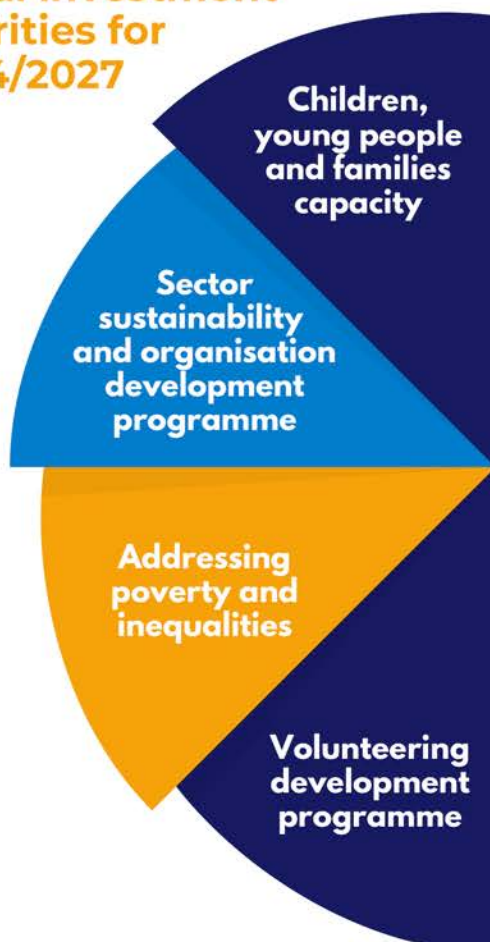 rities for
4/2027
Children,
young people
and families
capacity
Sector
sustainability
and organisation
development
programme
Addressing
poverty and
inequalities
Volunteering
development
programme